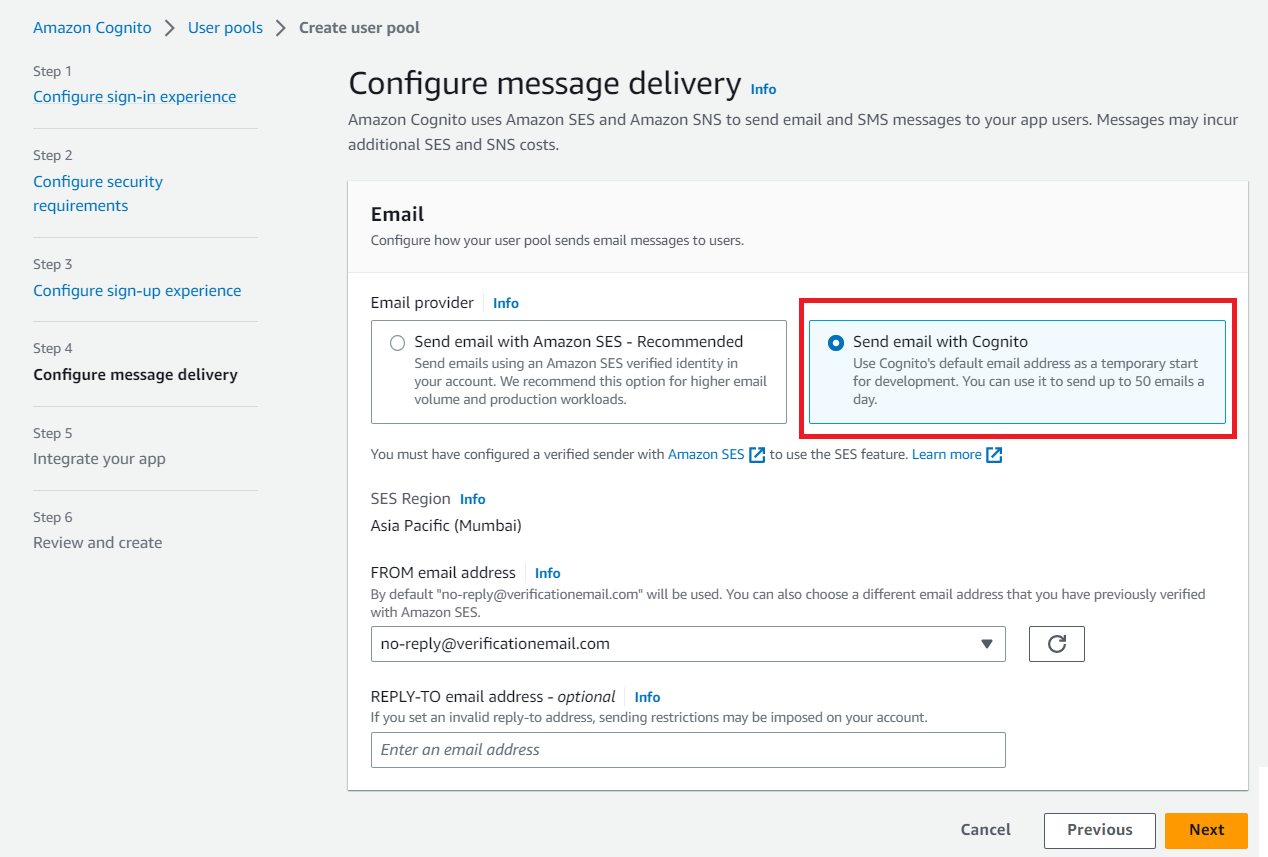 Amazon Cognito > User pools > Create user pool
Step 1
Configure sign-in experience
Step 2
Configure security
requirements
Step 3
Configure sign-up experience
Step 4
Configure message delivery
Step 5
Integrate your app
Step 6
Review and create
Configure message delivery Info
Amazon Cognito uses Amazon SES and Amazon SNS to send email and SMS messages to your app users. Messages may incur
additional SES and SNS costs.
Email
Configure how your user pool sends email messages to users.
Email provider Info
Send email with Amazon SES - Recommended
Send emails using an Amazon SES verified identity in
your account. We recommend this option for higher email
volume and production workloads.
Send email with Cognito
Use Cognito's default email address as a temporary start
for development. You can use it to send up to 50 emails a
day.
You must have configured a verified sender with Amazon SES to use the SES feature. Learn more
SES Region Info
Asia Pacific (Mumbai)
FROM email address Info
By default "no-reply@verificationemail.com" will be used. You can also choose a different email address that you have previously verified
with Amazon SES.
no-reply@verificationemail.com
REPLY-TO email address - optional Info
If you set an invalid reply-to address, sending restrictions may be imposed on your account.
Enter an email address
Cancel Previous Next